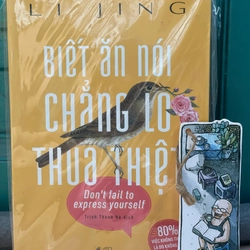 LI JING
BIẾT ĂN NÓI
CHẲNG LO
THUA THIỆT
Don't fail to
express yourself
80%